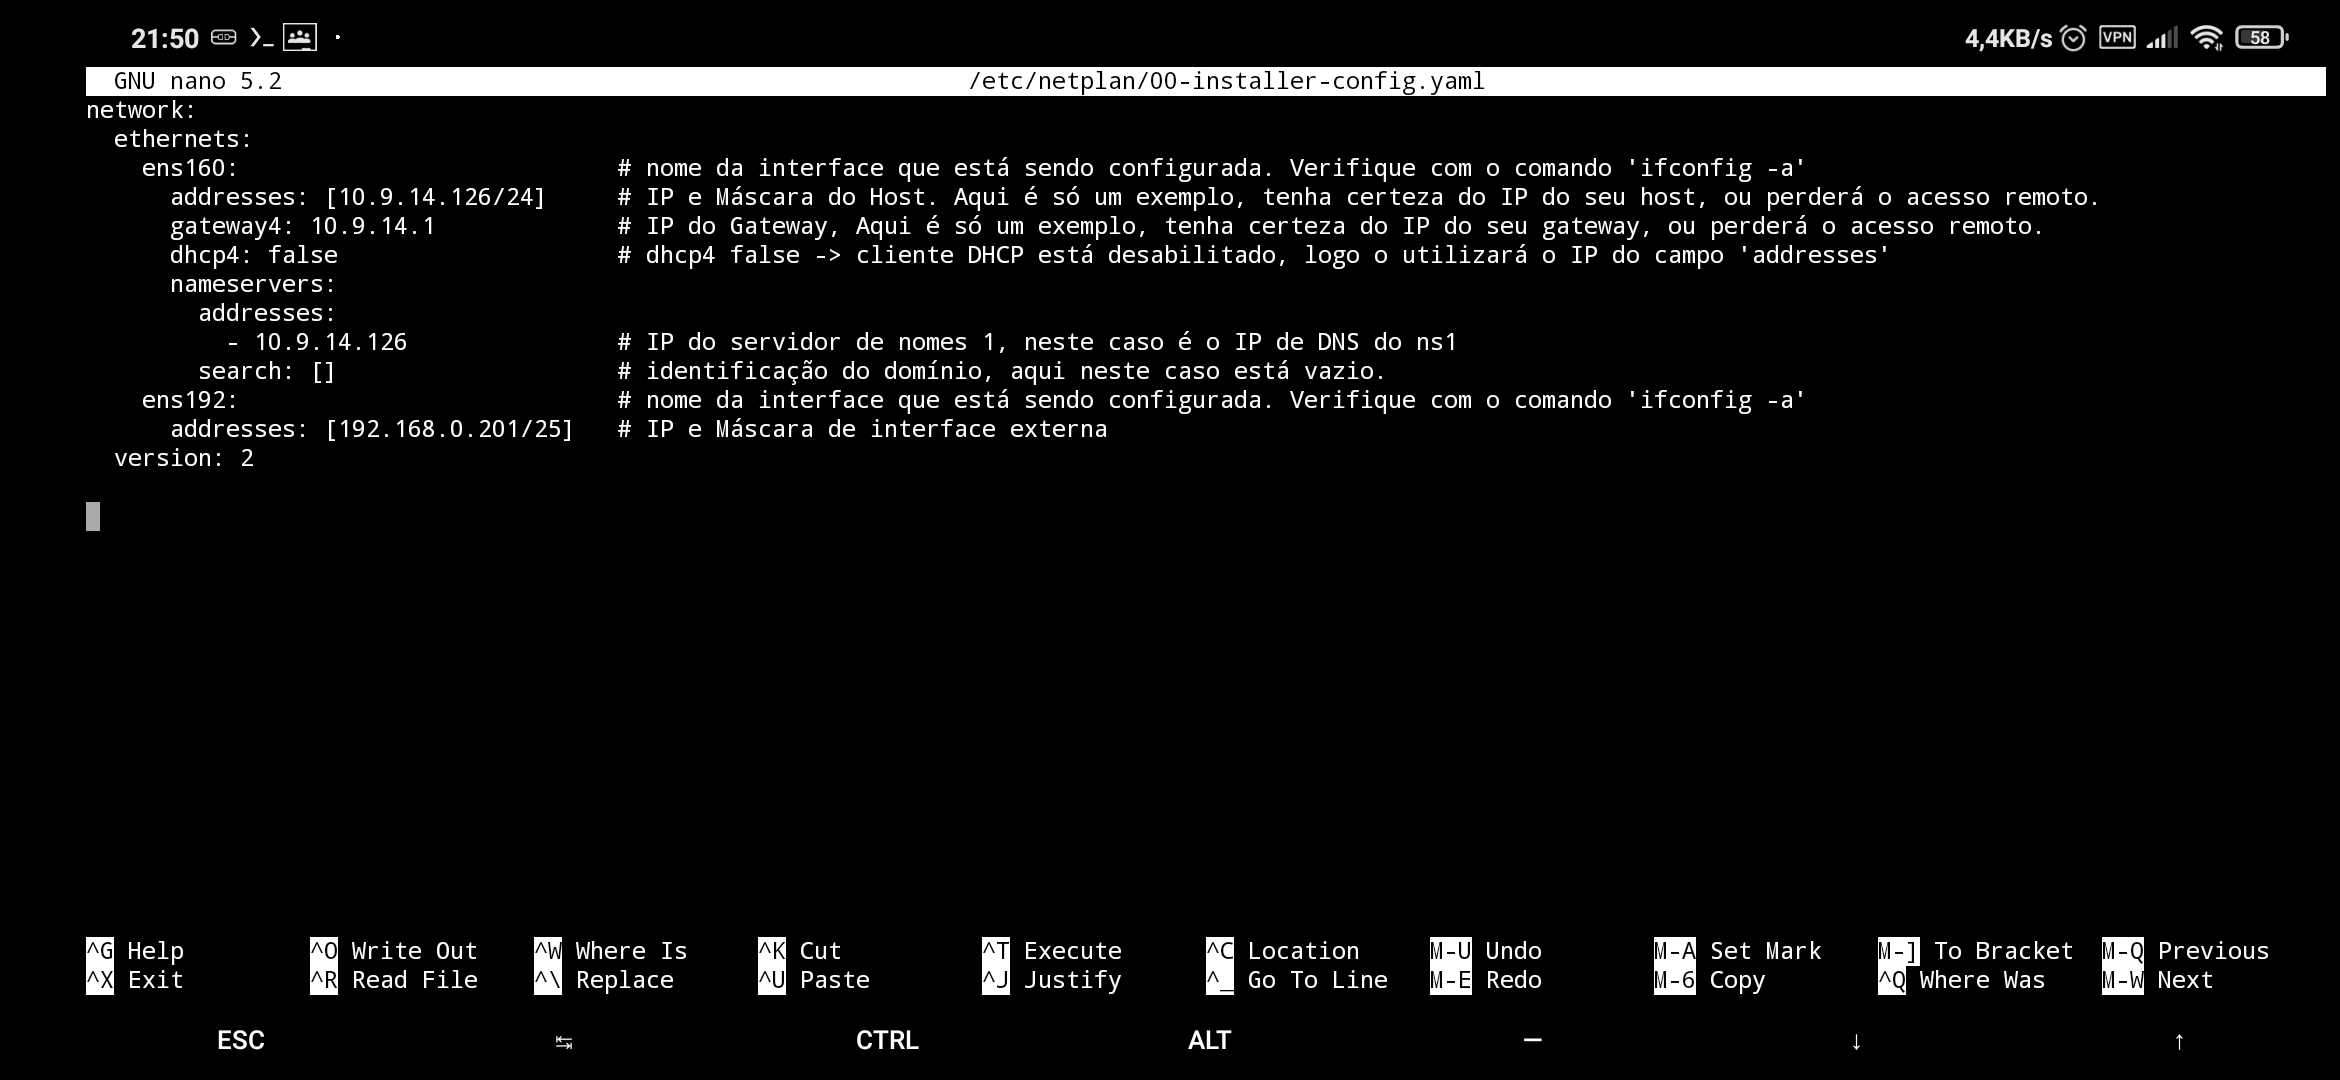 21:50
4,4KB/s VPN 58
GNU nano 5.2 /etc/netplan/00-installer-config.yaml
network:
  ethernets:
    ens160: # nome da interface que está sendo configurada. Verifique com o comando 'ifconfig -a'
      addresses: [10.9.14.126/24] # IP e Máscara do Host. Aqui é só um exemplo, tenha certeza do IP do seu host, ou perderá o acesso remoto.
      gateway4: 10.9.14.1 # IP do Gateway, Aqui é só um exemplo, tenha certeza do IP do seu gateway, ou perderá o acesso remoto.
      dhcp4: false # dhcp4 false -> cliente DHCP está desabilitado, logo o utilizará o IP do campo 'addresses'
      nameservers:
        addresses:
          - 10.9.14.126 # IP do servidor de nomes 1, neste caso é o IP de DNS do ns1
        search: [] # identificação do domínio, aqui neste caso está vazio.
    ens192: # nome da interface que está sendo configurada. Verifique com o comando 'ifconfig -a'
      addresses: [192.168.0.201/25] # IP e Máscara de interface externa
  version: 2
^G Help ^O Write Out ^W Where Is ^K Cut ^T Execute ^C Location M-U Undo M-A Set Mark M-] To Bracket M-Q Previous
^X Exit ^R Read File ^\ Replace ^U Paste ^J Justify ^_ Go To Line M-E Redo M-6 Copy ^Q Where Was M-W Next
ESC ↹ CTRL ALT — ↓ ↑